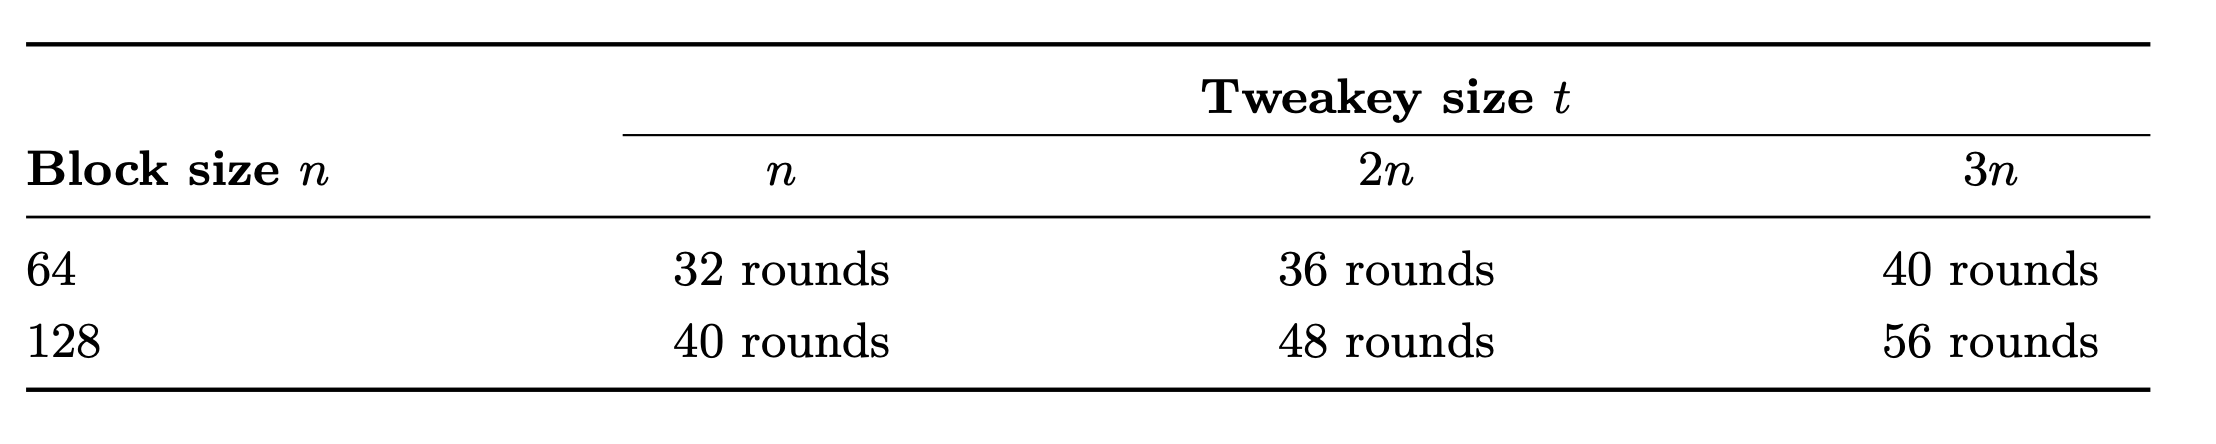 Tweakey size t
Block size n n 2n 3n
64 32 rounds 36 rounds 40 rounds
128 40 rounds 48 rounds 56 rounds